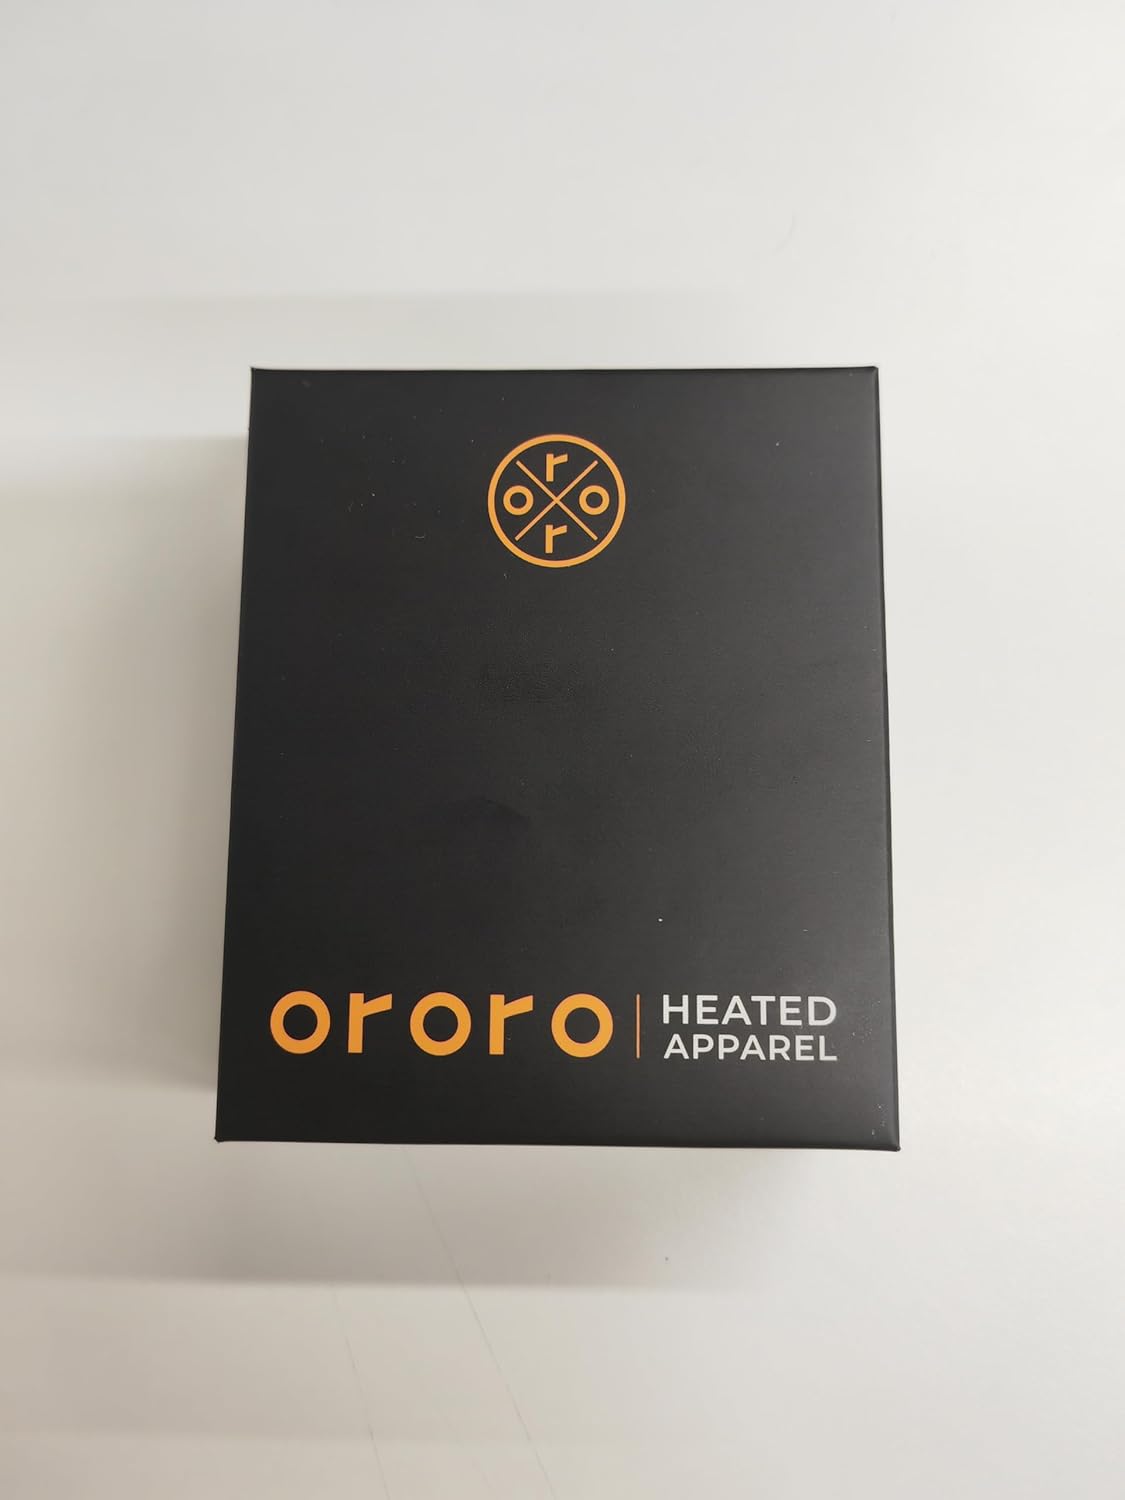 r
o o
r
ororo | HEATED
APPAREL